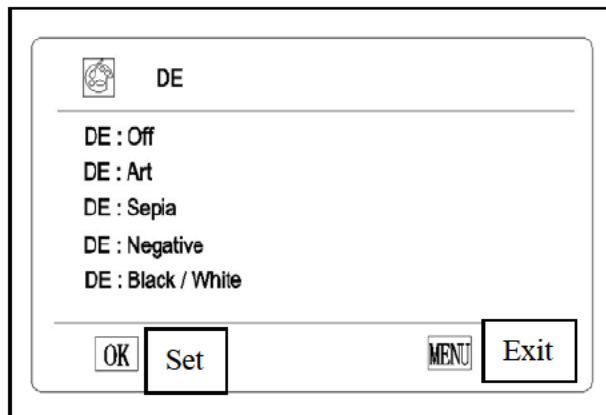 DE
DE : Off
DE : Art
DE : Sepia
DE : Negative
DE : Black / White
OK Set MENU Exit